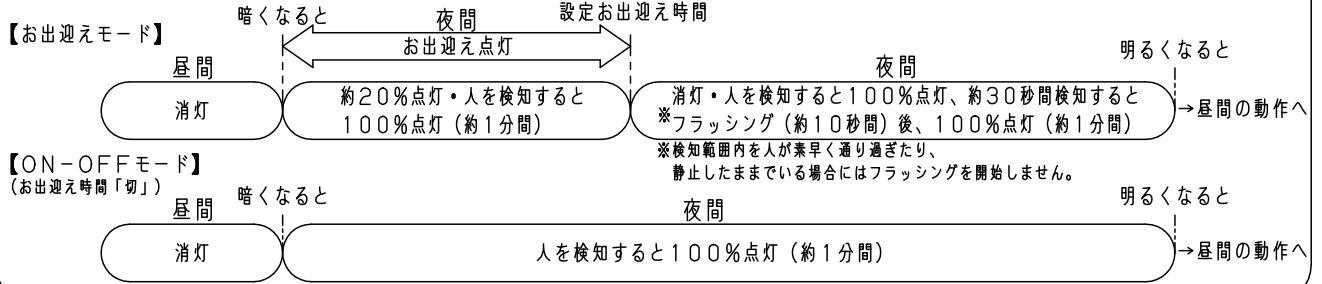 暗くなると
夜間
設定お出迎え時間
【お出迎えモード】
お出迎え点灯
明るくなると
昼間
夜間
消灯
約20%点灯・人を検知すると
100%点灯(約1分間)
消灯・人を検知すると100%点灯、約30秒間検知すると
※フラッシング(約10秒間)後、100%点灯(約1分間)
→昼間の動作へ
※検知範囲内を人が素早く通り過ぎたり、
静止したままでいる場合にはフラッシングを開始しません。
【ON-OFFモード】
(お出迎え時間「切」)
暗くなると
明るくなると
昼間
夜間
消灯
人を検知すると100%点灯(約1分間)
→昼間の動作へ